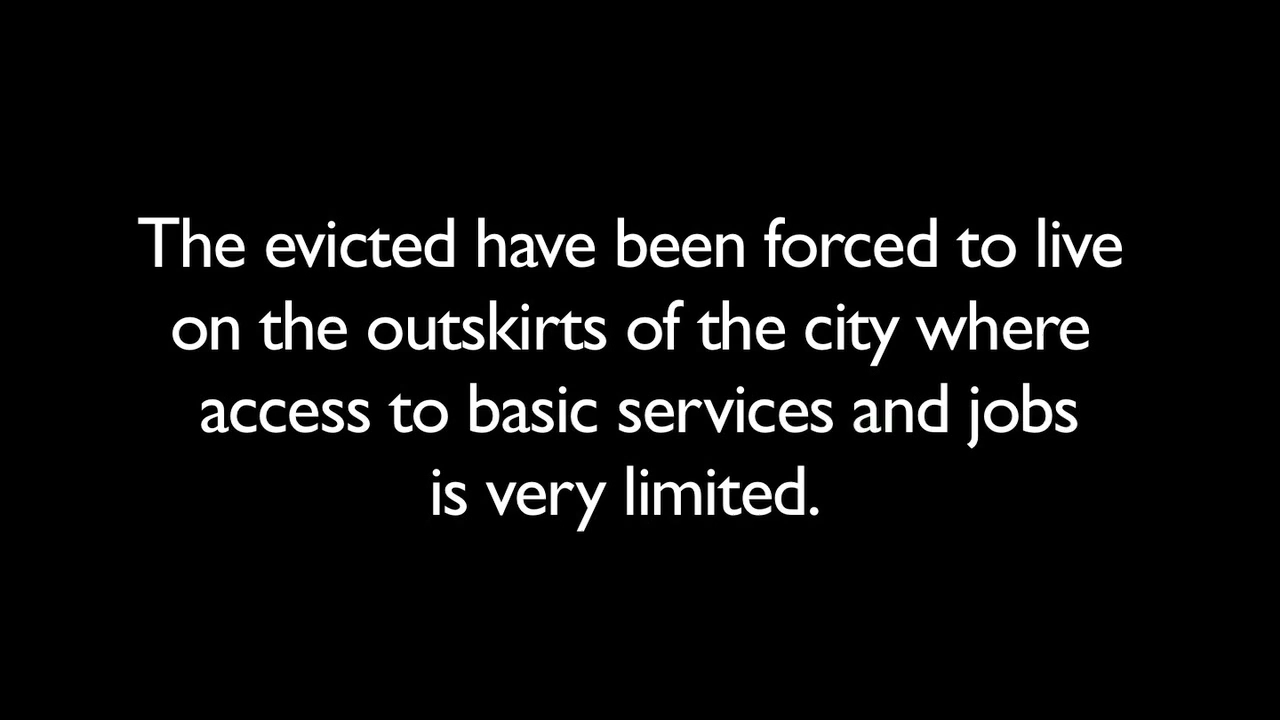 The evicted have been forced to live
on the outskirts of the city where
access to basic services and jobs
is very limited.